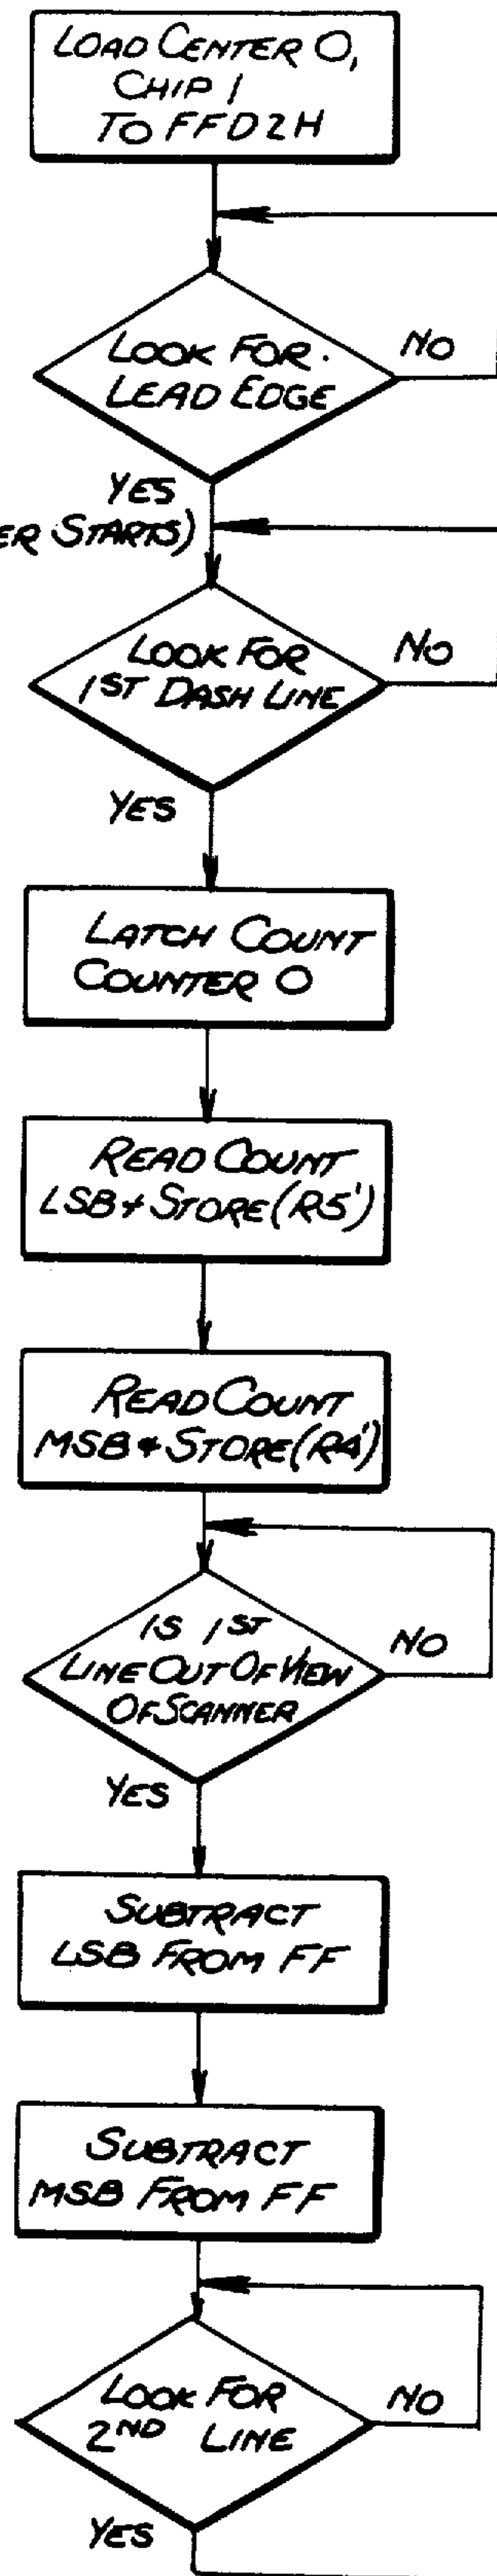 LOAD CENTER O,
CHIP 1
TO FFD2H
LOOK FOR.
LEAD EDGE
NO
YES
ER STARTS)
LOOK FOR
1ST DASH LINE
NO
YES
LATCH COUNT
COUNTER O
READ COUNT
LSB + STORE (R5')
READ COUNT
MSB + STORE (R4')
IS 1ST
LINE OUT OF VIEW
OF SCANNER
NO
YES
SUBTRACT
LSB FROM FF
SUBTRACT
MSB FROM FF
LOOK FOR
2ND LINE
NO
YES